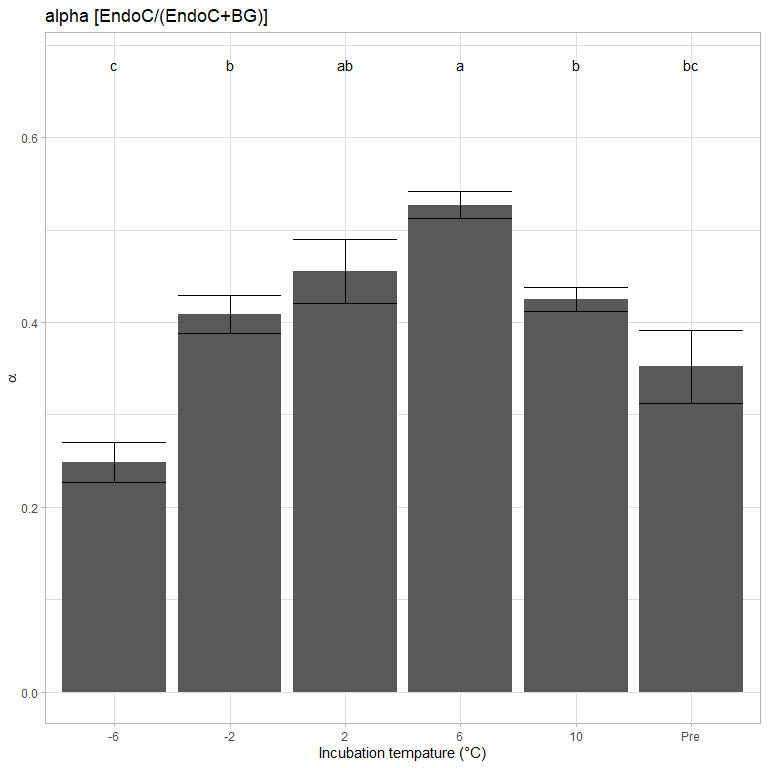 alpha [EndoC/(EndoC+BG)]
c b ab a b bc
0.6
0.4
α
0.2
0.0
-6 -2 2 6 10 Pre
Incubation tempature (°C)